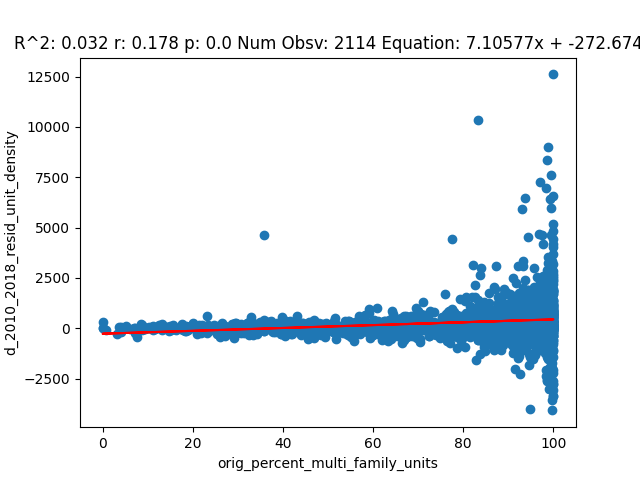 R^2: 0.032 r: 0.178 p: 0.0 Num Obsv: 2114 Equation: 7.10577x + -272.674
12500
10000
7500
5000
2500
0
−2500
d_2010_2018_resid_unit_density
0 20 40 60 80 100
orig_percent_multi_family_units